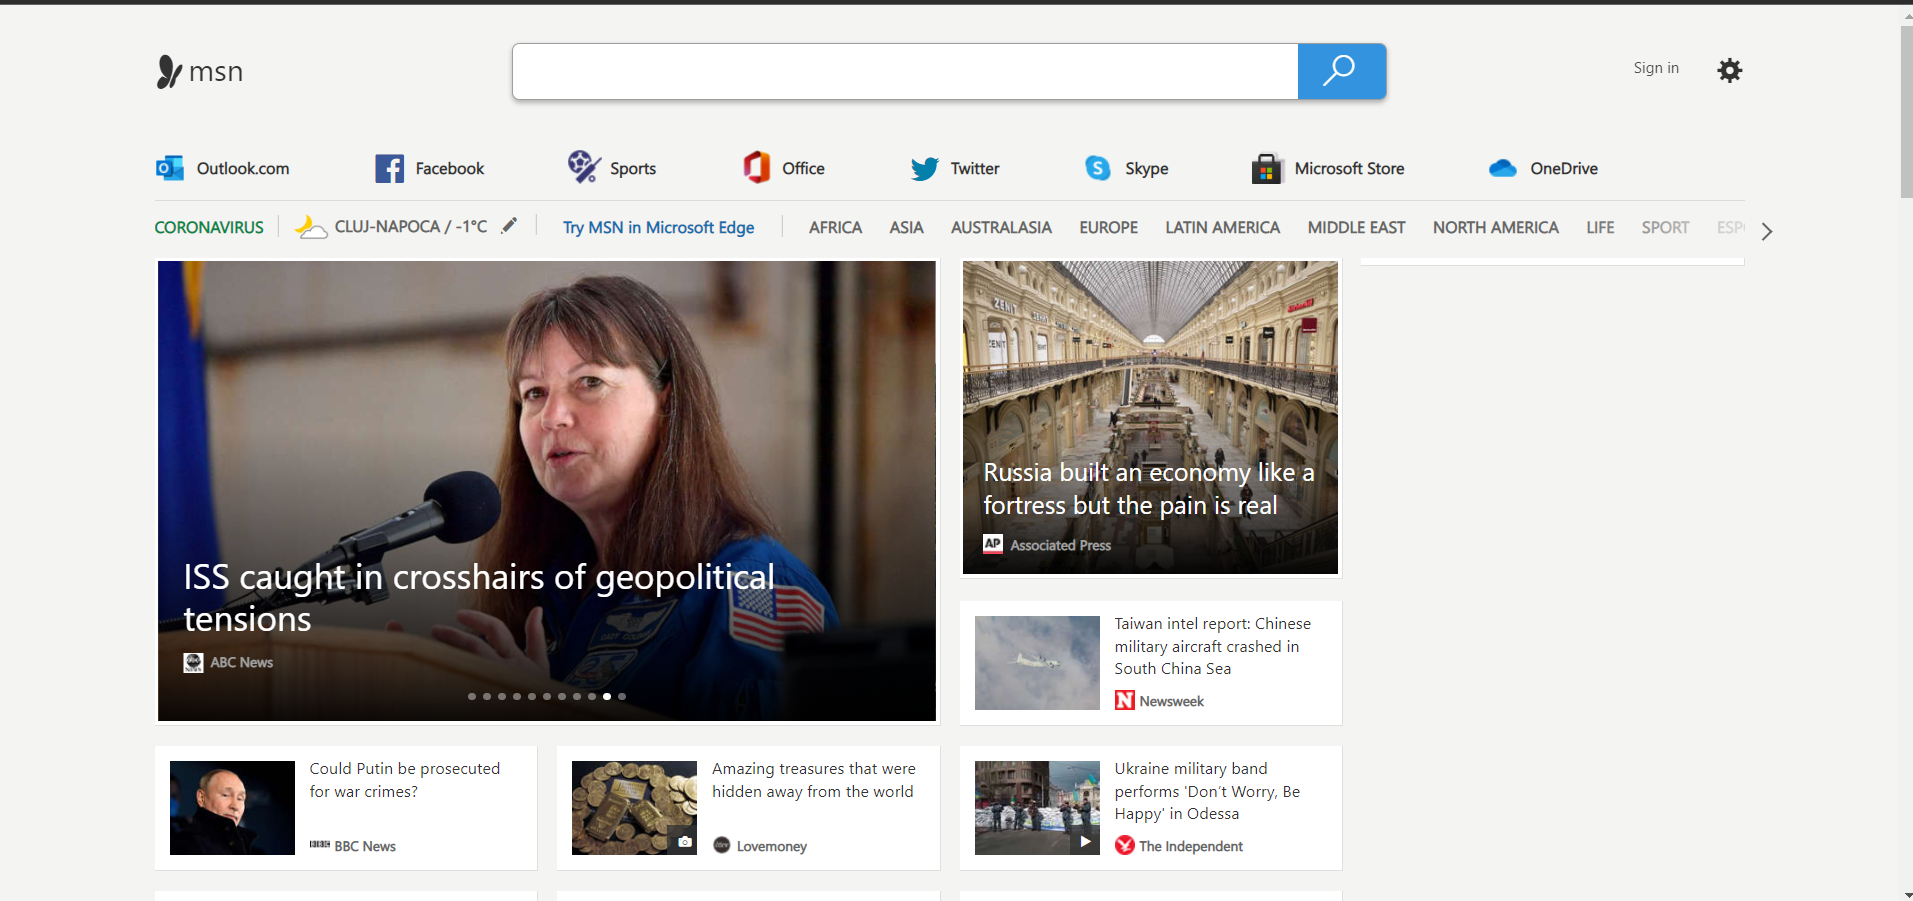 msn
Sign in
Outlook.com
Facebook
Sports
Office
Twitter
Skype
Microsoft Store
OneDrive
CORONAVIRUS
CLUJ-NAPOCA / -1°C
Try MSN in Microsoft Edge
AFRICA
ASIA
AUSTRALASIA
EUROPE
LATIN AMERICA
MIDDLE EAST
NORTH AMERICA
LIFE
SPORT
ISS caught in crosshairs of geopolitical
tensions
ABC News
ZENIT
ZENIT
Russia built an economy like a
fortress but the pain is real
AP Associated Press
Taiwan intel report: Chinese
military aircraft crashed in
South China Sea
N Newsweek
Could Putin be prosecuted
for war crimes?
BBC BBC News
Amazing treasures that were
hidden away from the world
Lovemoney
Ukraine military band
performes 'Don’t Worry, Be
Happy' in Odessa
The Independent